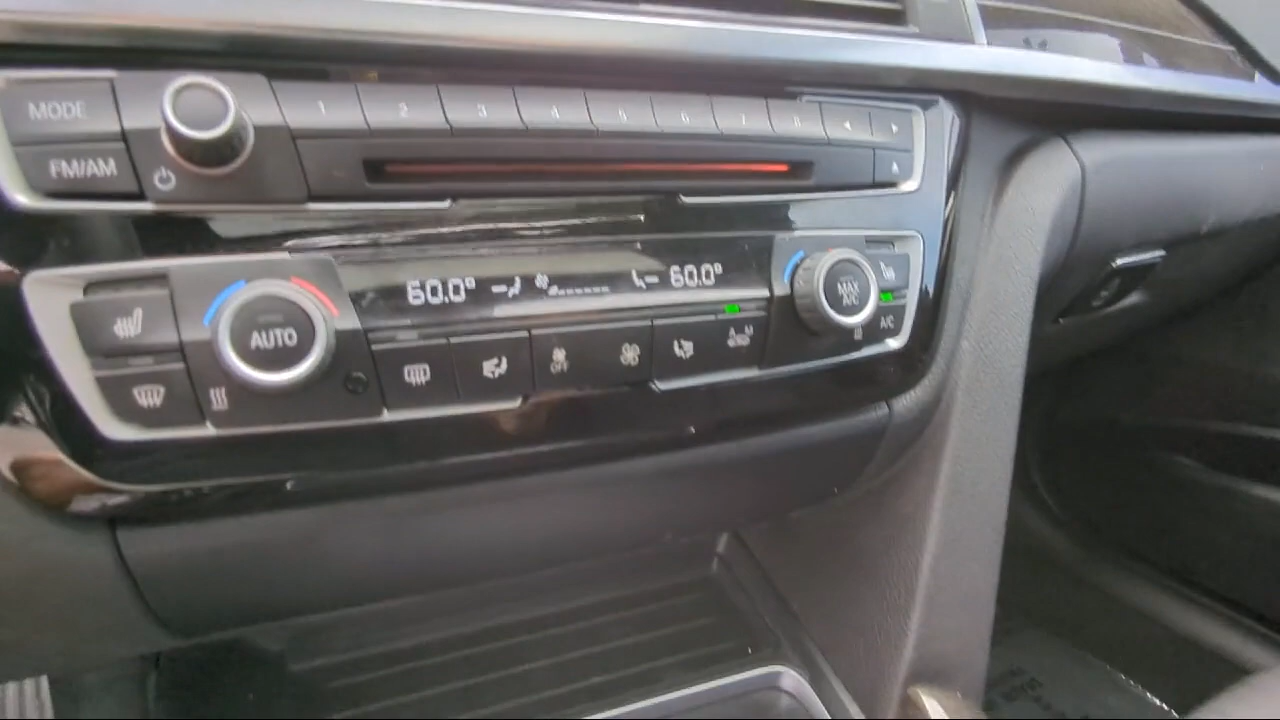 MODE
1 2 3 4 5 6 7 8
FM/AM
60.0° 60.0°
MAX A/C
AUTO
A/C
A M
OFF